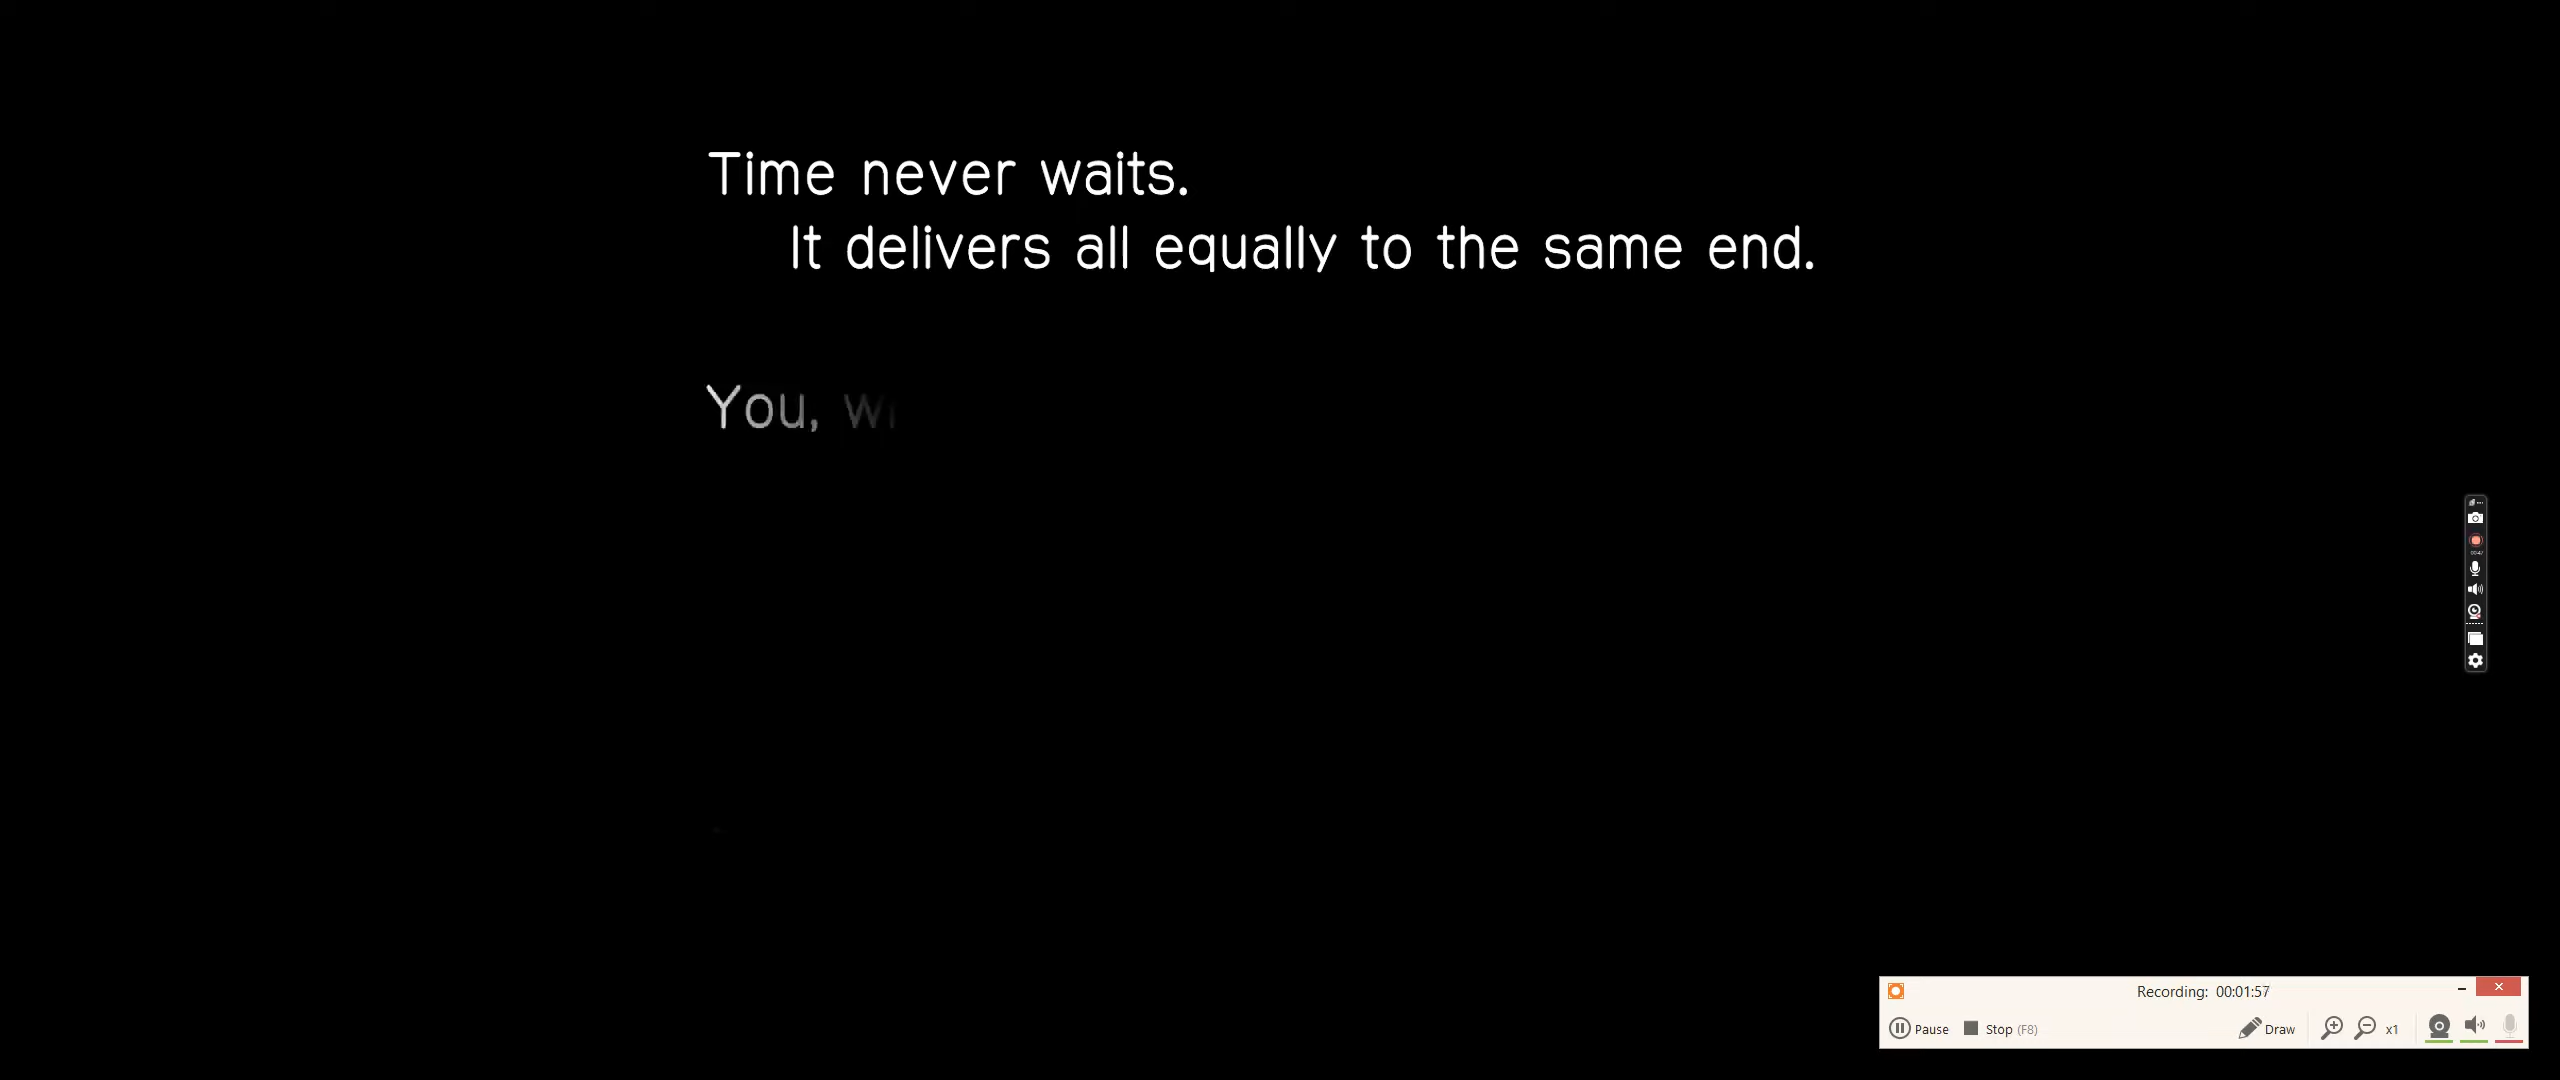 Time never waits.
It delivers all equally to the same end.
You,
Recording: 00:01:57
Pause
Stop (F8)
Draw
x1